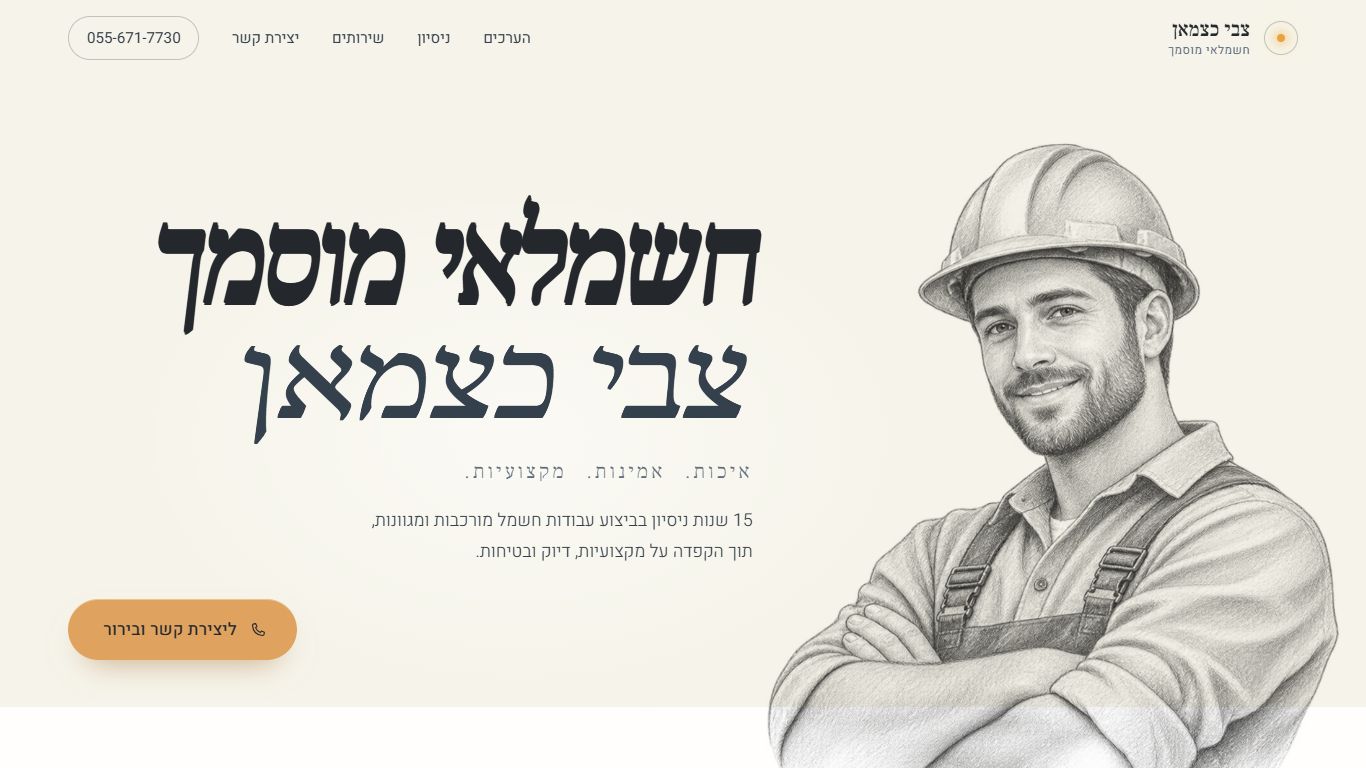 צבי כצמאן
חשמלאי מוסמך
הערכים
ניסיון
שירותים
יצירת קשר
055-671-7730
חשמלאי מוסמך
צבי כצמאן
איכות. אמינות. מקצועיות.
15 שנות ניסיון בביצוע עבודות חשמל מורכבות ומגוונות,
תוך הקפדה על מקצועיות, דיוק ובטיחות.
ליצירת קשר ובירור